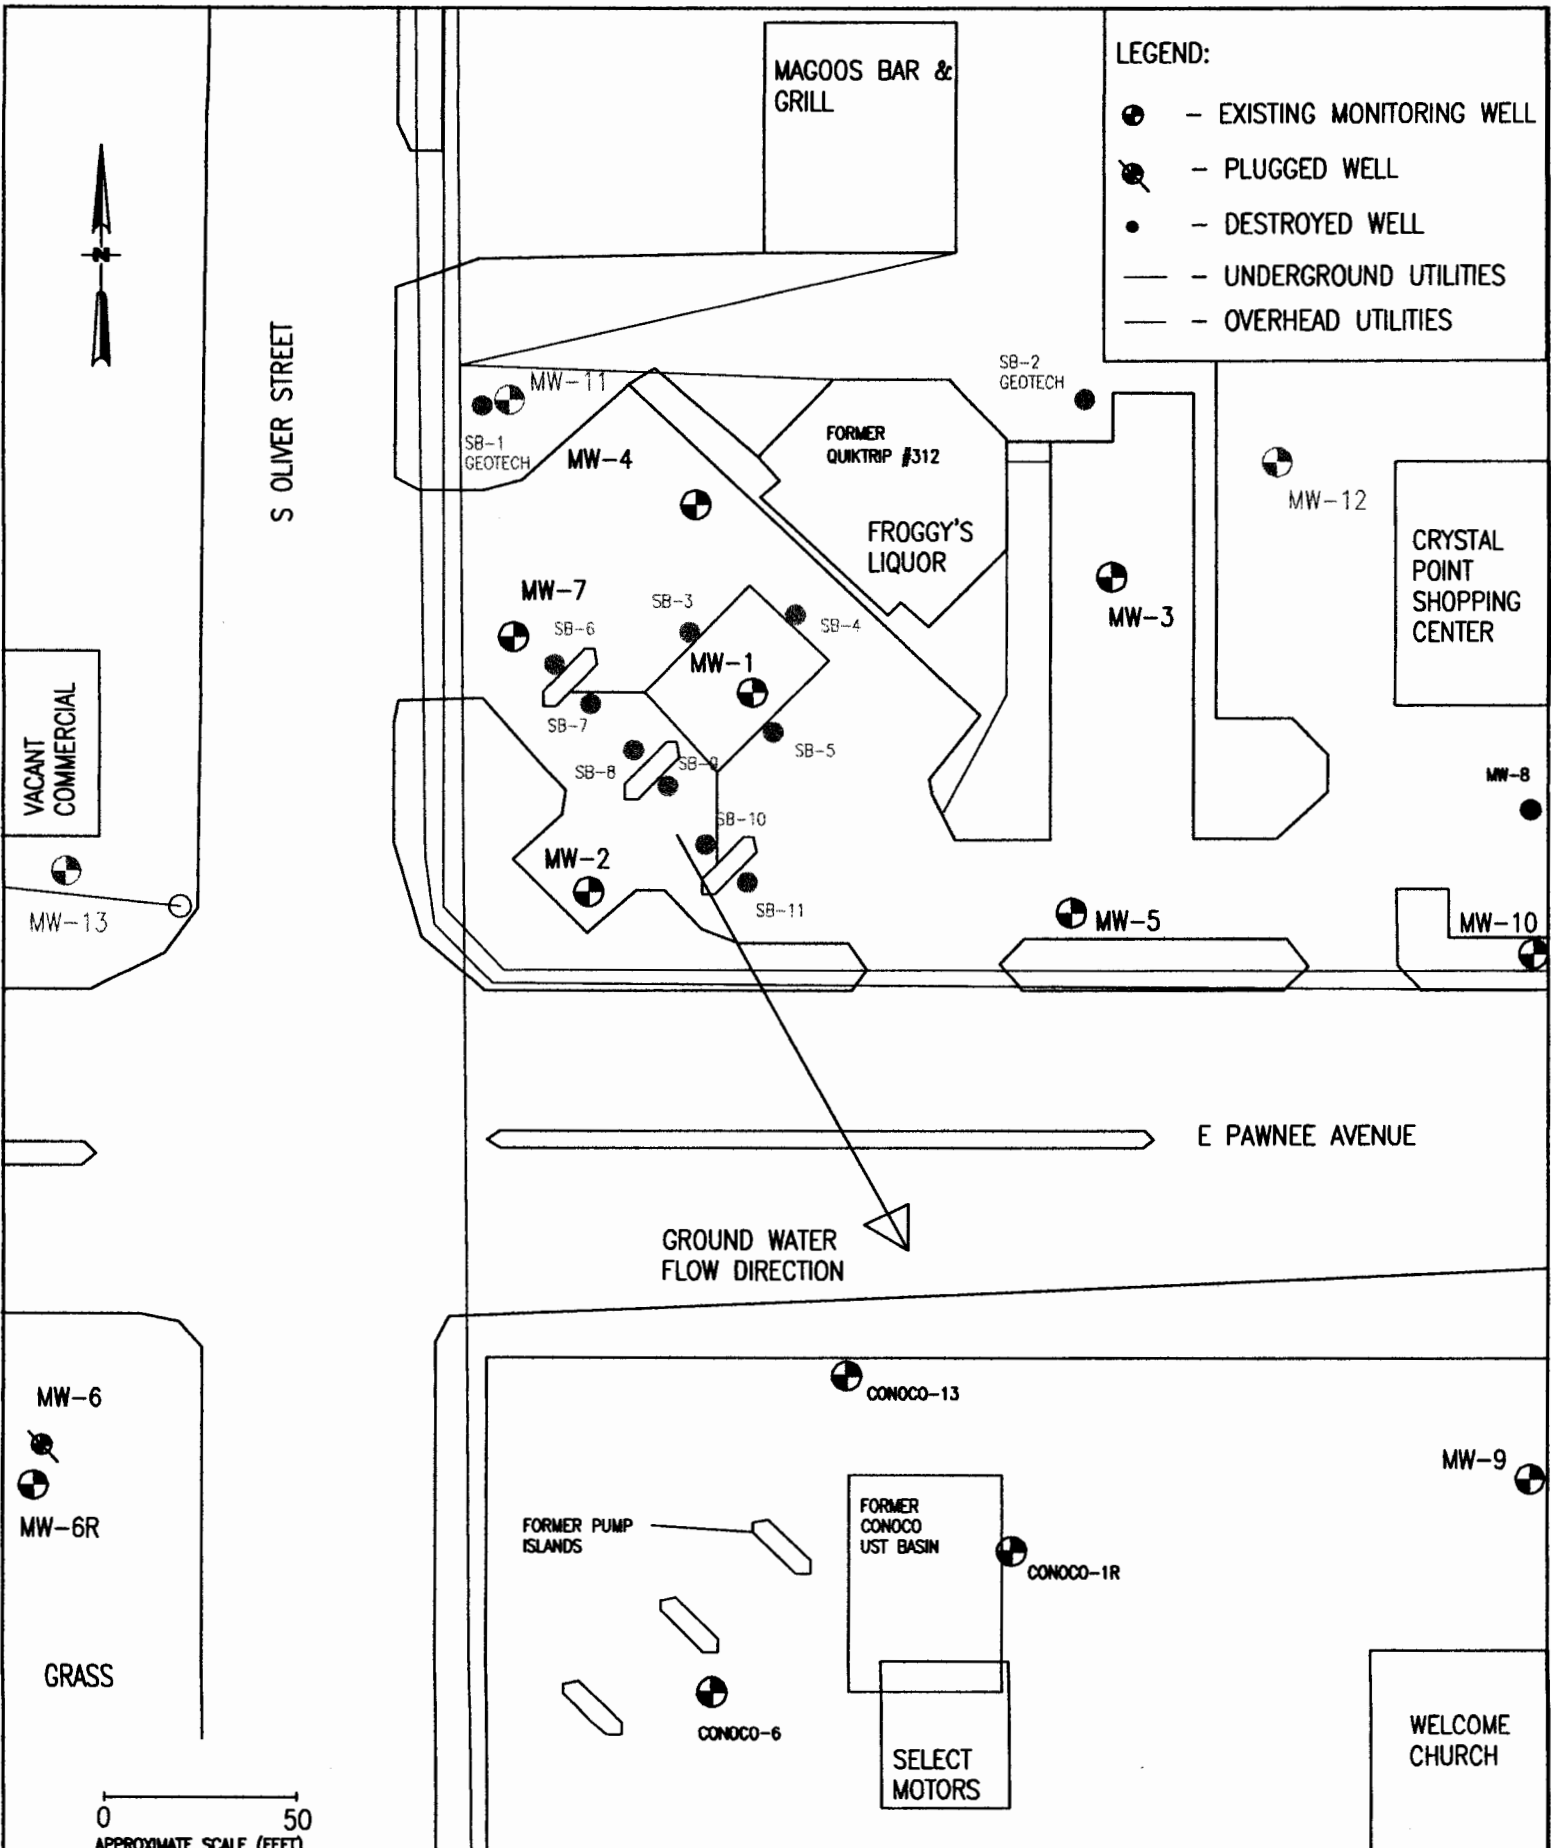 MAGOOS BAR &
GRILL
LEGEND:
– EXISTING MONITORING WELL
– PLUGGED WELL
– DESTROYED WELL
– UNDERGROUND UTILITIES
– OVERHEAD UTILITIES
N
S OLIVER STREET
MW-11
SB-1
GEOTECH
MW-4
SB-2
GEOTECH
FORMER
QUIKTRIP #312
FROGGY'S
LIQUOR
MW-12
CRYSTAL
POINT
SHOPPING
CENTER
MW-3
MW-7
SB-6
SB-3
SB-4
MW-1
SB-7
SB-5
SB-8
SB-9
SB-10
MW-2
SB-11
VACANT
COMMERCIAL
MW-13
MW-8
MW-5
MW-10
E PAWNEE AVENUE
GROUND WATER
FLOW DIRECTION
MW-6
MW-6R
CONOCO-13
MW-9
FORMER PUMP
ISLANDS
FORMER
CONOCO
UST BASIN
CONOCO-1R
GRASS
CONOCO-6
SELECT
MOTORS
WELCOME
CHURCH
0 50
APPROXIMATE SCALE (FEET)